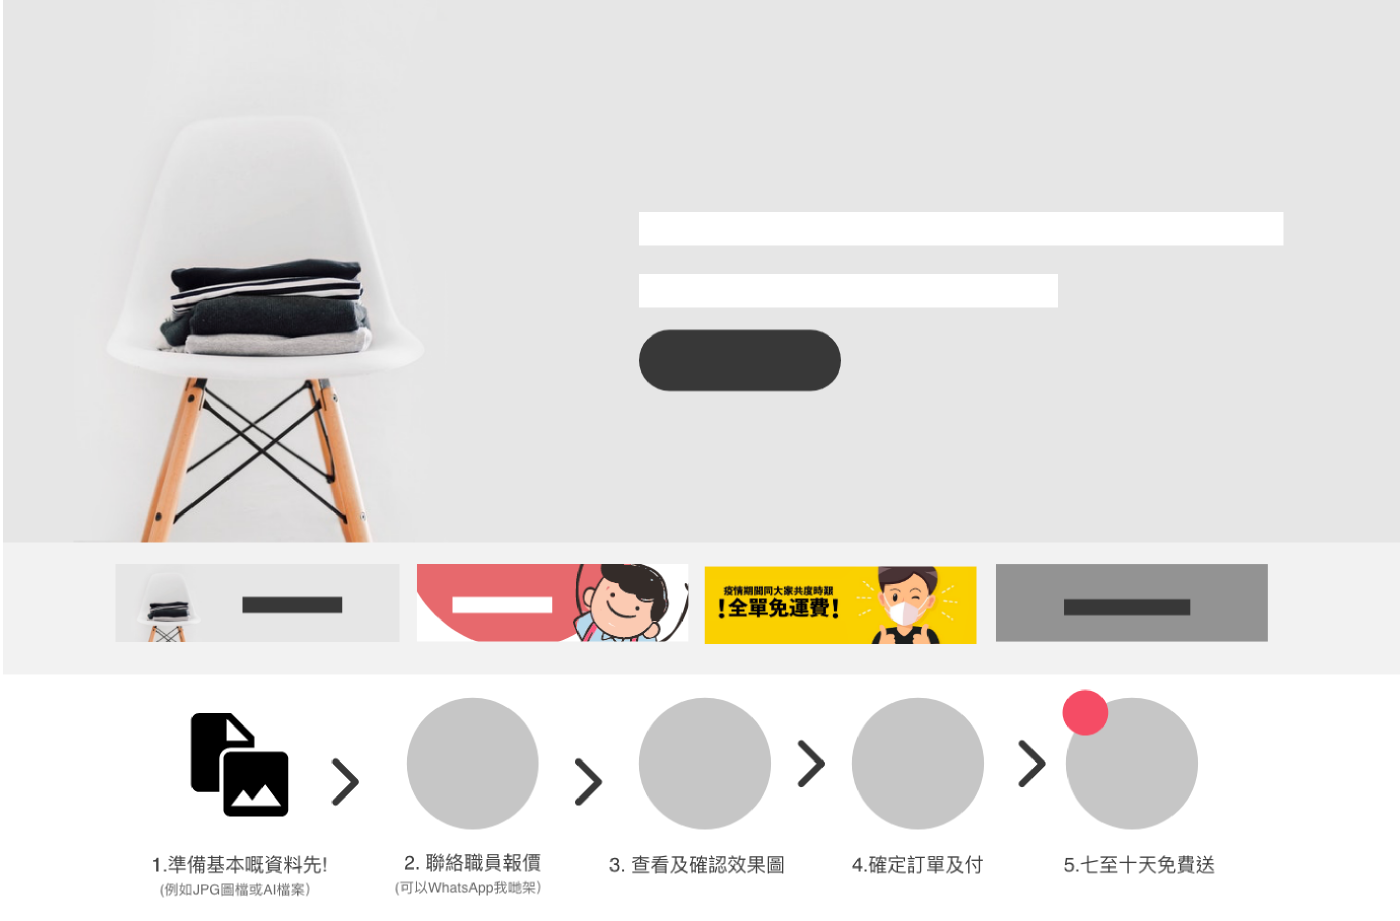 疫情期間同大家共度時艱
!全單免運費!
1.準備基本嘅資料先!
(例如JPG圖檔或AI檔案)
2. 聯絡職員報價
(可以WhatsApp我哋架)
3. 查看及確認效果圖
4.確定訂單及付
5.七至十天免費送